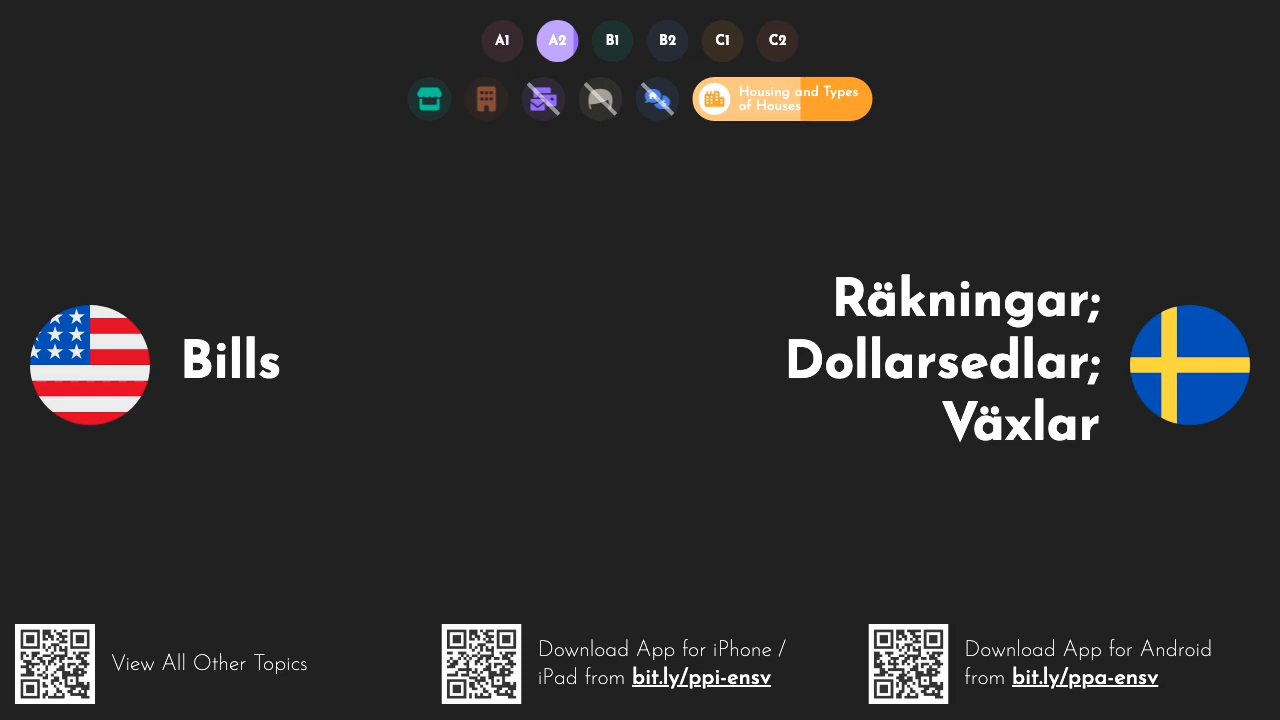 A1 A2 B1 B2 C1 C2
Housing and Types
of Houses
Bills
Räkningar;
Dollarsedlar;
Växlar
View All Other Topics
Download App for iPhone /
iPad from bit.ly/ppi-ensv
Download App for Android
from bit.ly/ppa-ensv